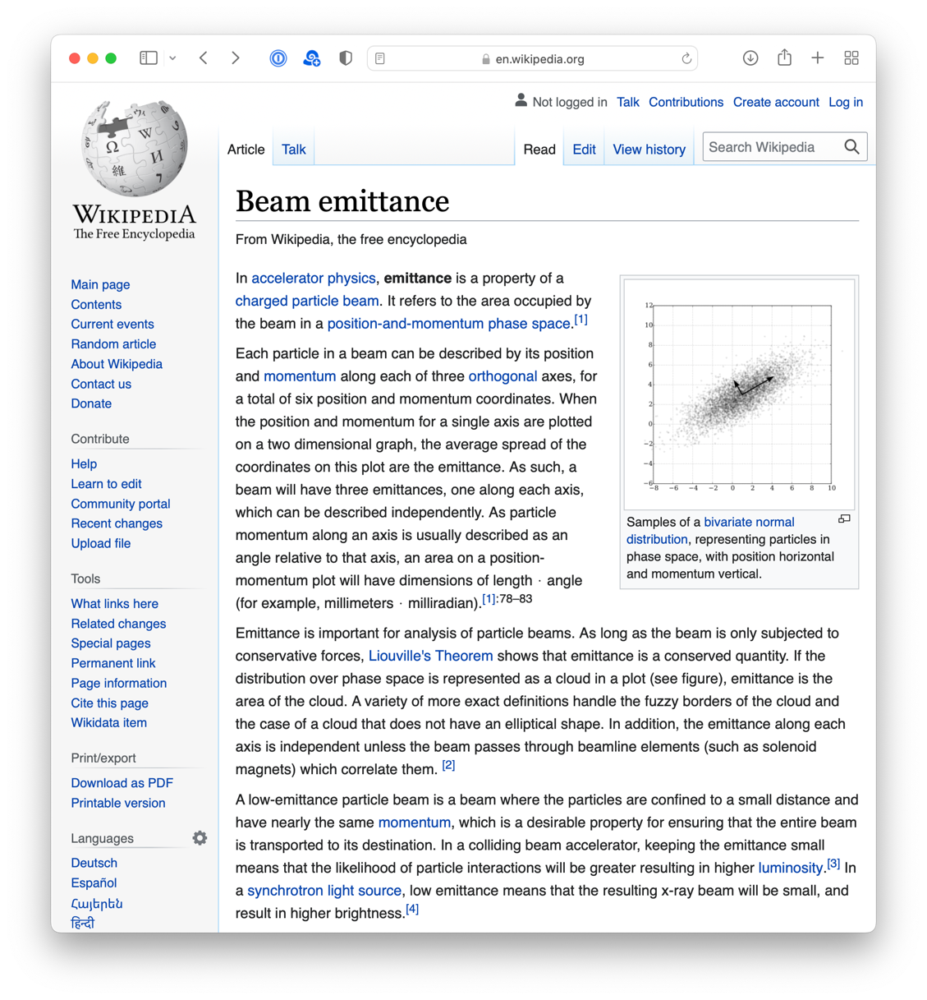 en.wikipedia.org
Not logged in Talk Contributions Create account Log in
Article Talk Read Edit View history Search Wikipedia
WIKIPEDIA
The Free Encyclopedia
Main page
Contents
Current events
Random article
About Wikipedia
Contact us
Donate
Contribute
Help
Learn to edit
Community portal
Recent changes
Upload file
Tools
What links here
Related changes
Special pages
Permanent link
Page information
Cite this page
Wikidata item
Print/export
Download as PDF
Printable version
Languages
Deutsch
Español
Հայերեն
हिन्दी
Beam emittance
From Wikipedia, the free encyclopedia
In accelerator physics, emittance is a property of a
charged particle beam. It refers to the area occupied by
the beam in a position-and-momentum phase space.[1]
Each particle in a beam can be described by its position
and momentum along each of three orthogonal axes, for
a total of six position and momentum coordinates. When
the position and momentum for a single axis are plotted
on a two dimensional graph, the average spread of the
coordinates on this plot are the emittance. As such, a
beam will have three emittances, one along each axis,
which can be described independently. As particle
momentum along an axis is usually described as an
angle relative to that axis, an area on a position-
momentum plot will have dimensions of length · angle
(for example, millimeters · milliradian).[1]:78–83
12
10
8
6
4
2
0
−2
−4
−6
−8 −6 −4 −2 0 2 4 6 8 10
Samples of a bivariate normal
distribution, representing particles in
phase space, with position horizontal
and momentum vertical.
Emittance is important for analysis of particle beams. As long as the beam is only subjected to
conservative forces, Liouville's Theorem shows that emittance is a conserved quantity. If the
distribution over phase space is represented as a cloud in a plot (see figure), emittance is the
area of the cloud. A variety of more exact definitions handle the fuzzy borders of the cloud and
the case of a cloud that does not have an elliptical shape. In addition, the emittance along each
axis is independent unless the beam passes through beamline elements (such as solenoid
magnets) which correlate them. [2]
A low-emittance particle beam is a beam where the particles are confined to a small distance and
have nearly the same momentum, which is a desirable property for ensuring that the entire beam
is transported to its destination. In a colliding beam accelerator, keeping the emittance small
means that the likelihood of particle interactions will be greater resulting in higher luminosity.[3] In
a synchrotron light source, low emittance means that the resulting x-ray beam will be small, and
result in higher brightness.[4]